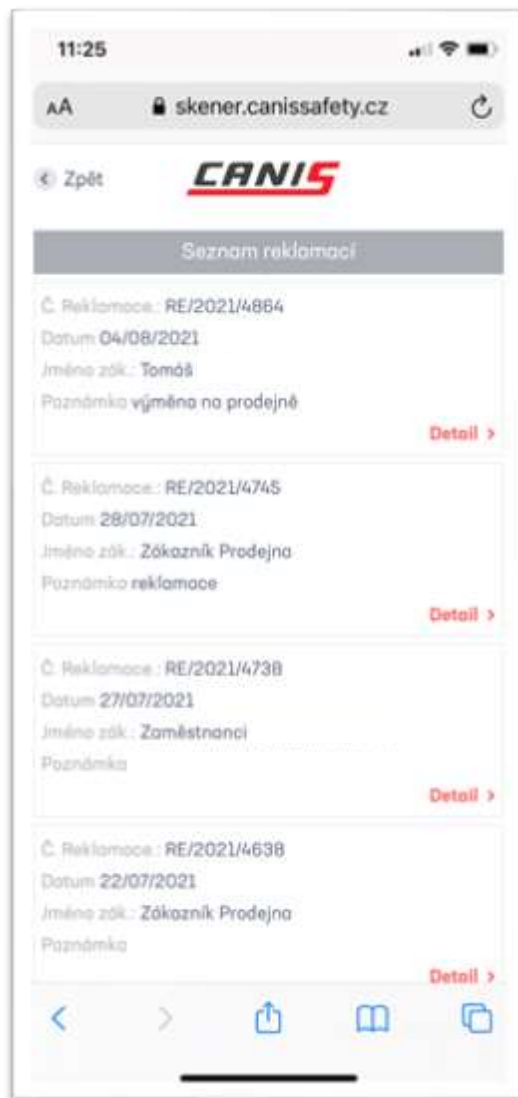 11:25
AA skener.canissafety.cz
Zpět CANIS
Seznam reklamací
Č. Reklamace.: RE/2021/4864
Datum 04/08/2021
Jméno zák.: Tomáš
Poznámka výměna na prodejně
Detail >
Č. Reklamace.: RE/2021/4745
Datum 28/07/2021
Jméno zák.: Zákazník Prodejna
Poznámka reklamace
Detail >
Č. Reklamace.: RE/2021/4738
Datum 27/07/2021
Jméno zák.: Zaměstnanci
Poznámka
Detail >
Č. Reklamace.: RE/2021/4638
Datum 22/07/2021
Jméno zák.: Zákazník Prodejna
Poznámka
Detail >